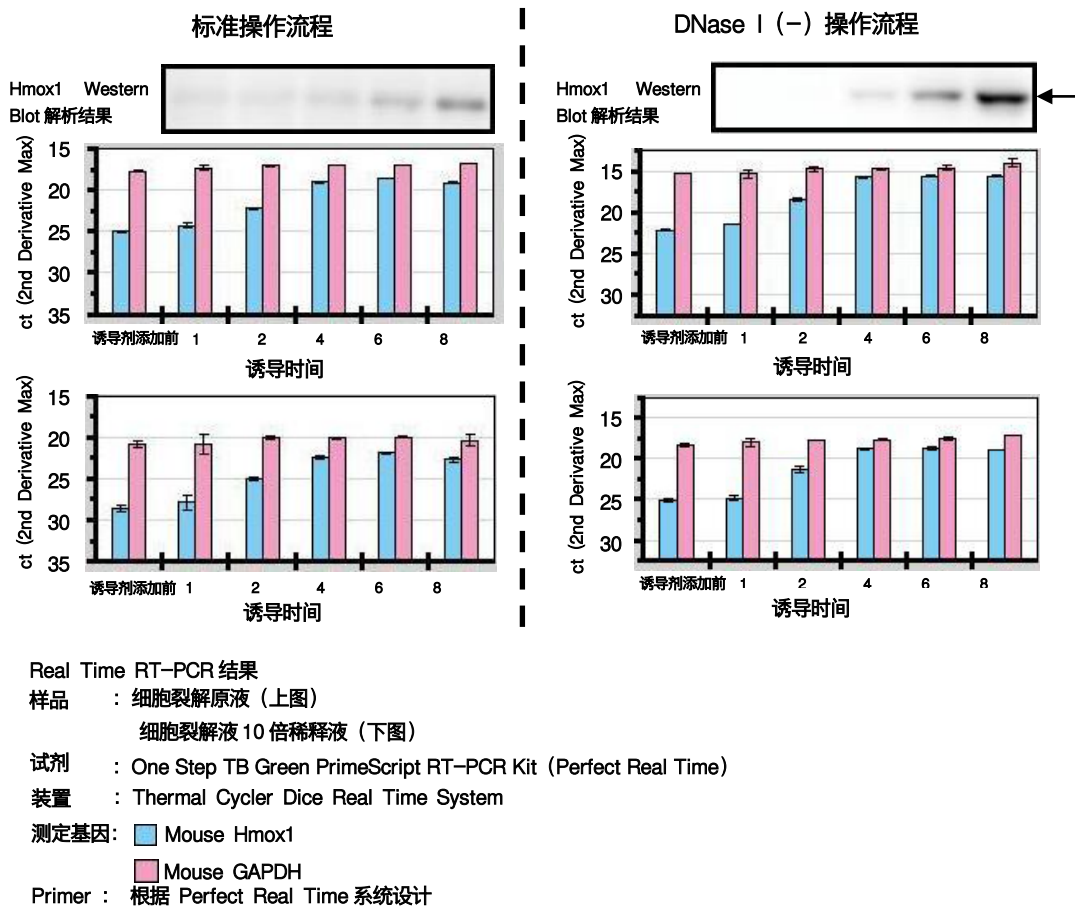 标准操作流程
Hmox1 Western
Blot 解析结果
ct (2nd Derivative Max)
15
20
25
30
35
诱导剂添加前 1 2 4 6 8
诱导时间
ct (2nd Derivative Max)
15
20
25
30
35
诱导剂添加前 1 2 4 6 8
诱导时间
DNase I（-）操作流程
Hmox1 Western
Blot 解析结果
ct (2nd Derivative Max)
15
20
25
30
诱导剂添加前 1 2 4 6 8
诱导时间
ct (2nd Derivative Max)
15
20
25
30
诱导剂添加前 1 2 4 6 8
诱导时间
Real Time RT-PCR 结果
样品 ：细胞裂解原液（上图）
细胞裂解液 10 倍稀释液（下图）
试剂 ：One Step TB Green PrimeScript RT-PCR Kit（Perfect Real Time）
装置 ：Thermal Cycler Dice Real Time System
测定基因： Mouse Hmox1
Mouse GAPDH
Primer ： 根据 Perfect Real Time 系统设计